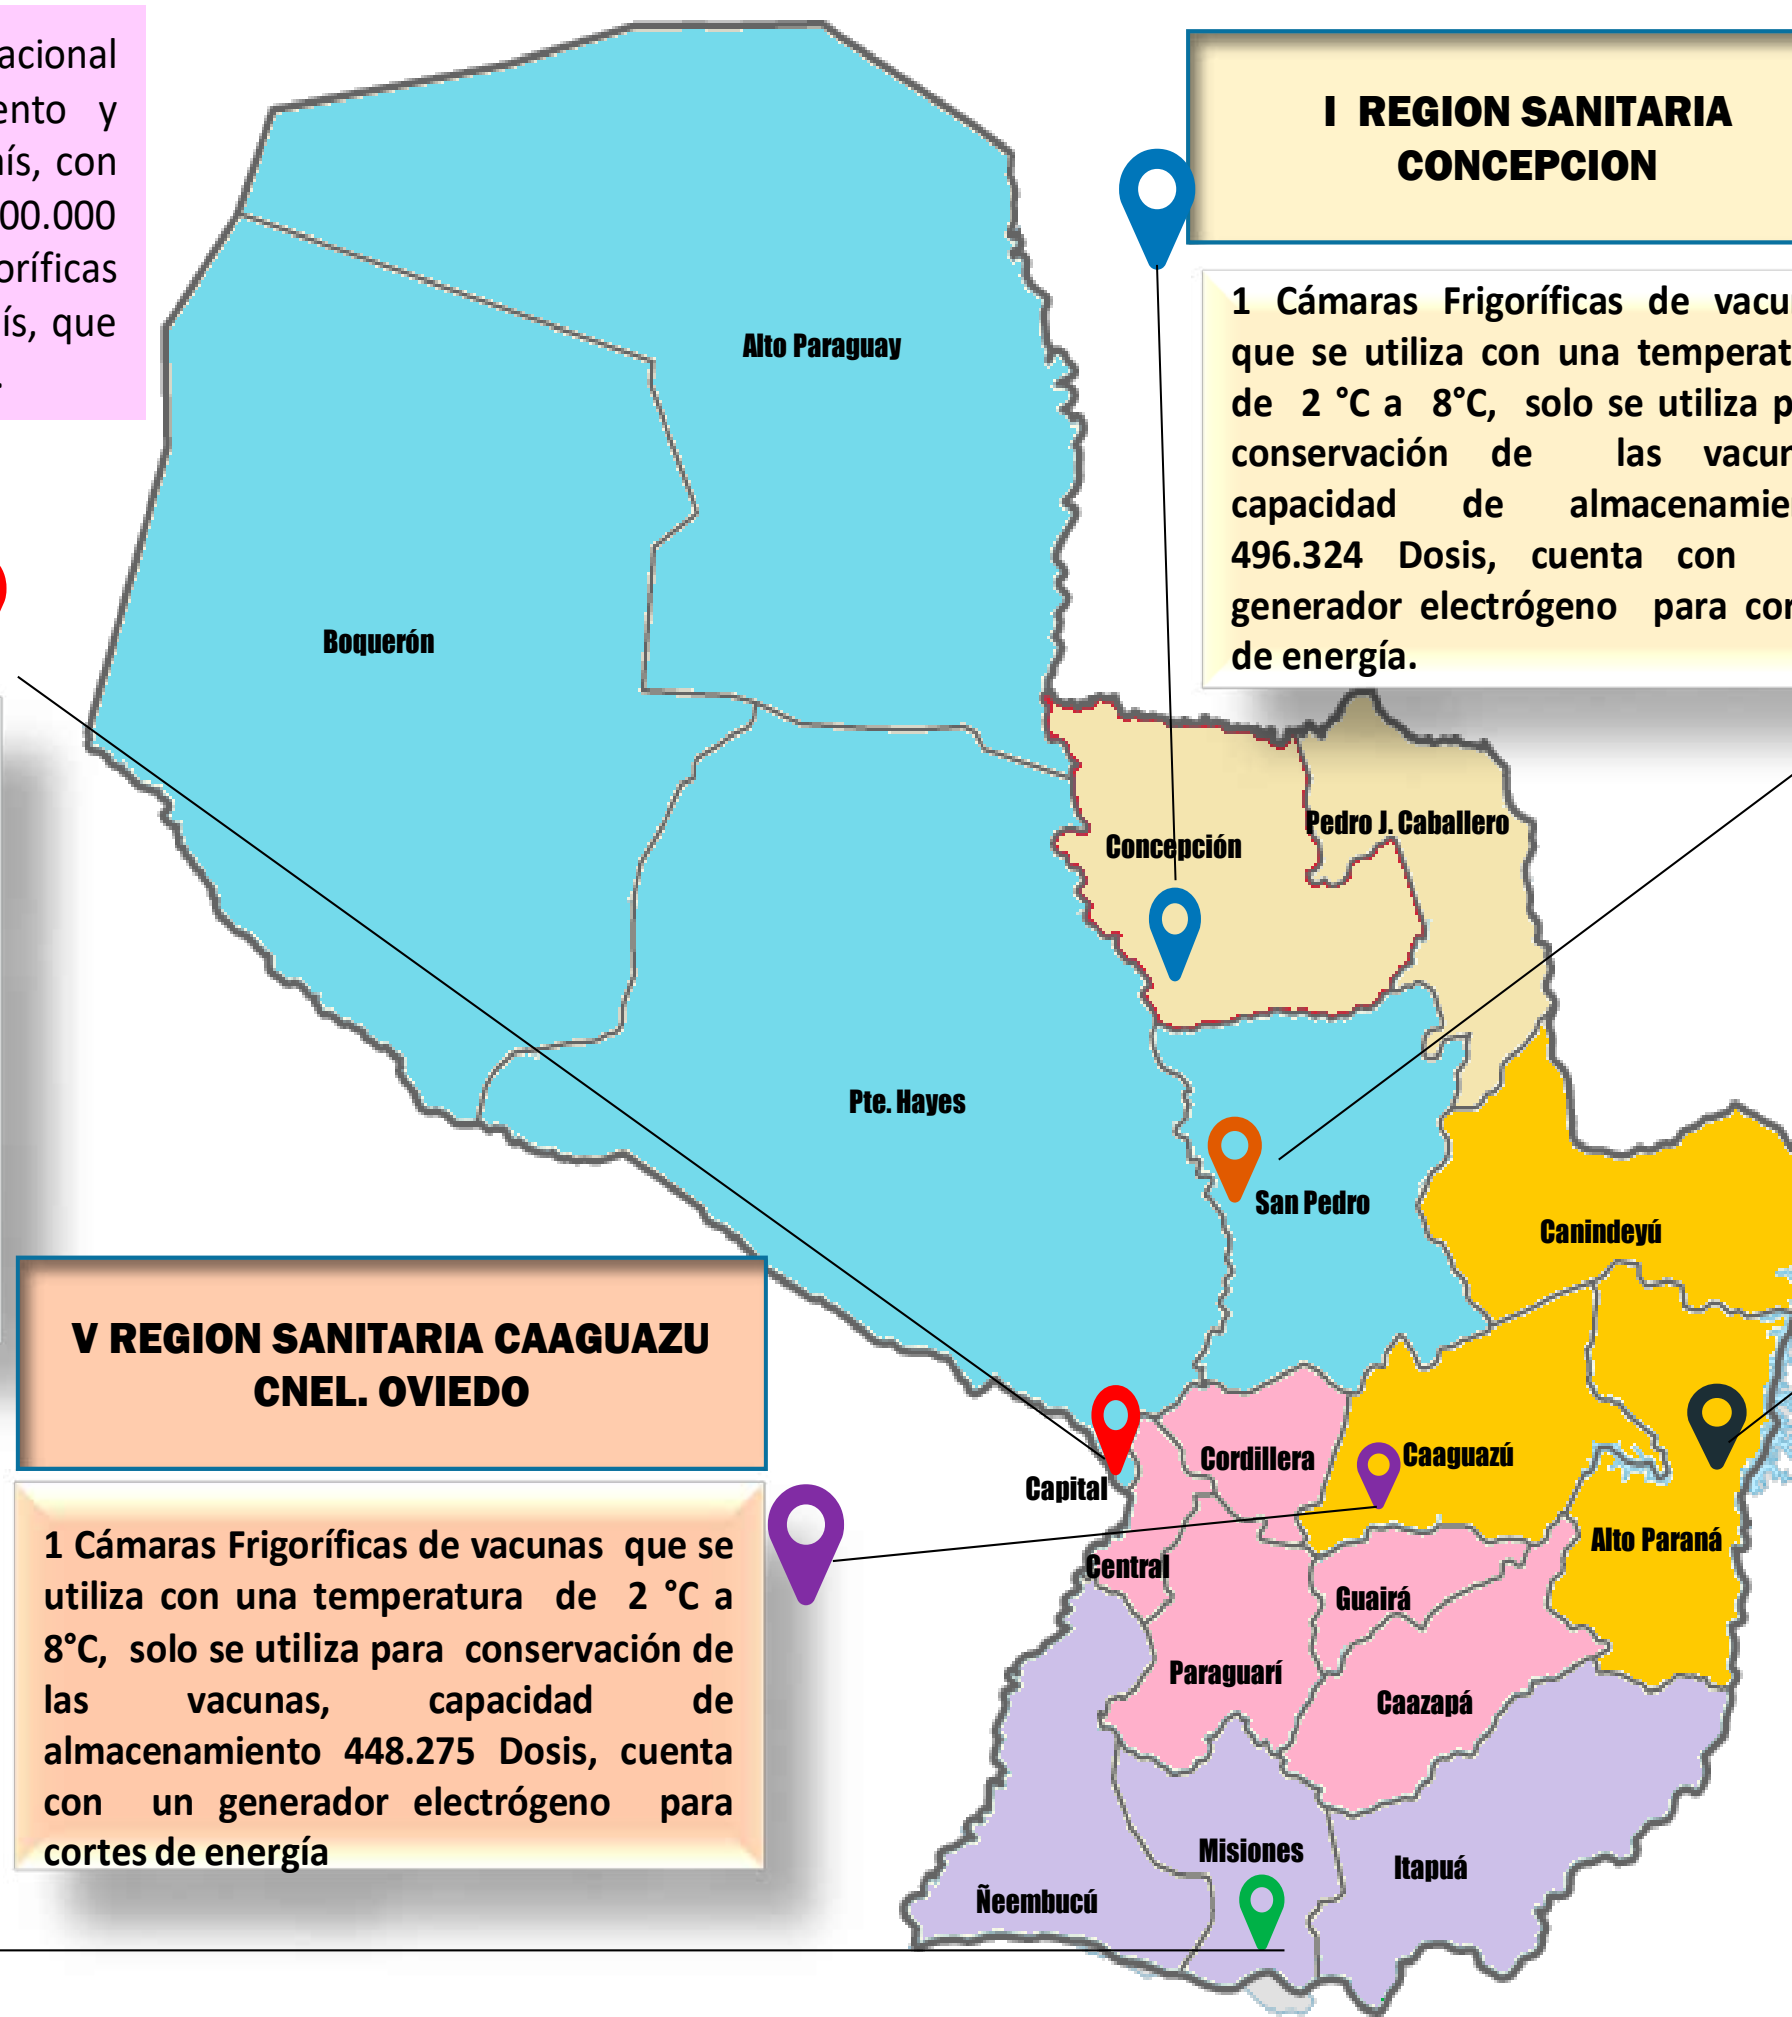 acional
ento y
aís, con
00.000
oríficas
ís, que
.
I REGION SANITARIA
CONCEPCION
1 Cámaras Frigoríficas de vacun
que se utiliza con una temperat
de 2 °C a 8°C, solo se utiliza p
conservación de las vacun
capacidad de almacenamie
496.324 Dosis, cuenta con
generador electrógeno para cor
de energía.
Alto Paraguay
Boquerón
Concepción
Pedro J. Caballero
Pte. Hayes
San Pedro
Canindeyú
V REGION SANITARIA CAAGUAZU
CNEL. OVIEDO
1 Cámaras Frigoríficas de vacunas que se
utiliza con una temperatura de 2 °C a
8°C, solo se utiliza para conservación de
las vacunas, capacidad de
almacenamiento 448.275 Dosis, cuenta
con un generador electrógeno para
cortes de energía
Capital
Cordillera
Caaguazú
Alto Paraná
Central
Guairá
Paraguarí
Caazapá
Misiones
Itapuá
Ñeembucú